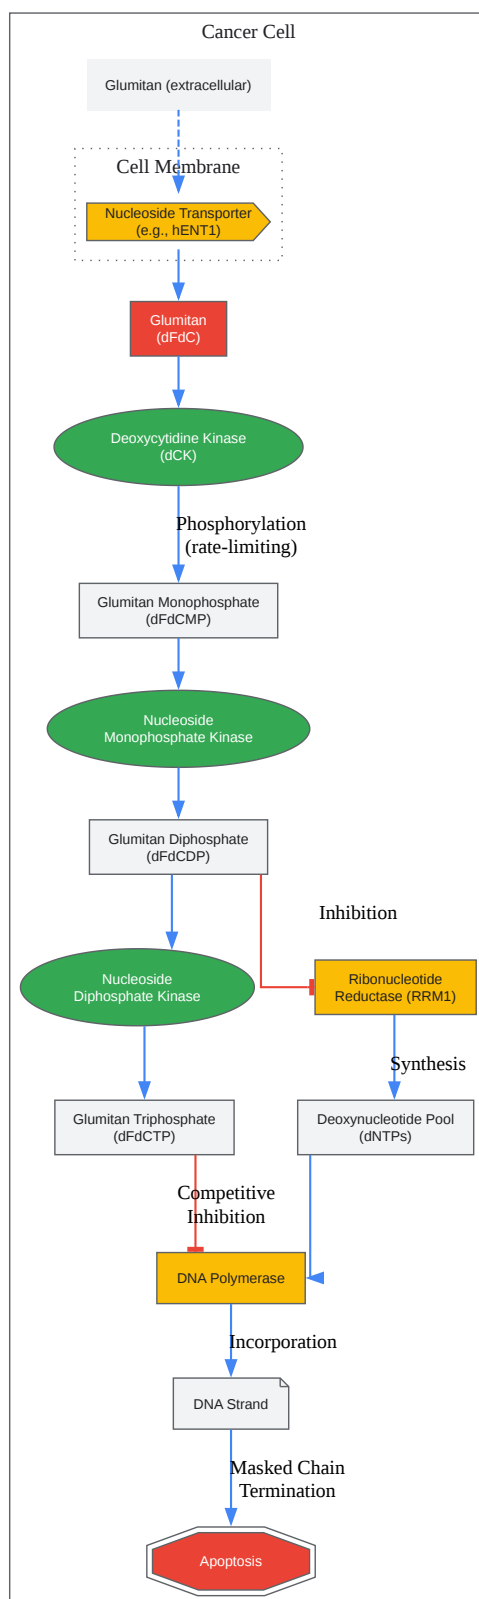 Cancer Cell
Glumitan (extracellular)
Cell Membrane
Nucleoside Transporter
(e.g., hENT1)
Glumitan
(dFdC)
Deoxycytidine Kinase
(dCK)
Phosphorylation
(rate-limiting)
Glumitan Monophosphate
(dFdCMP)
Nucleoside
Monophosphate Kinase
Glumitan Diphosphate
(dFdCDP)
Inhibition
Nucleoside
Diphosphate Kinase
Ribonucleotide
Reductase (RRM1)
Synthesis
Glumitan Triphosphate
(dFdCTP)
Deoxynucleotide Pool
(dNTPs)
Competitive
Inhibition
DNA Polymerase
Incorporation
DNA Strand
Masked Chain
Termination
Apoptosis